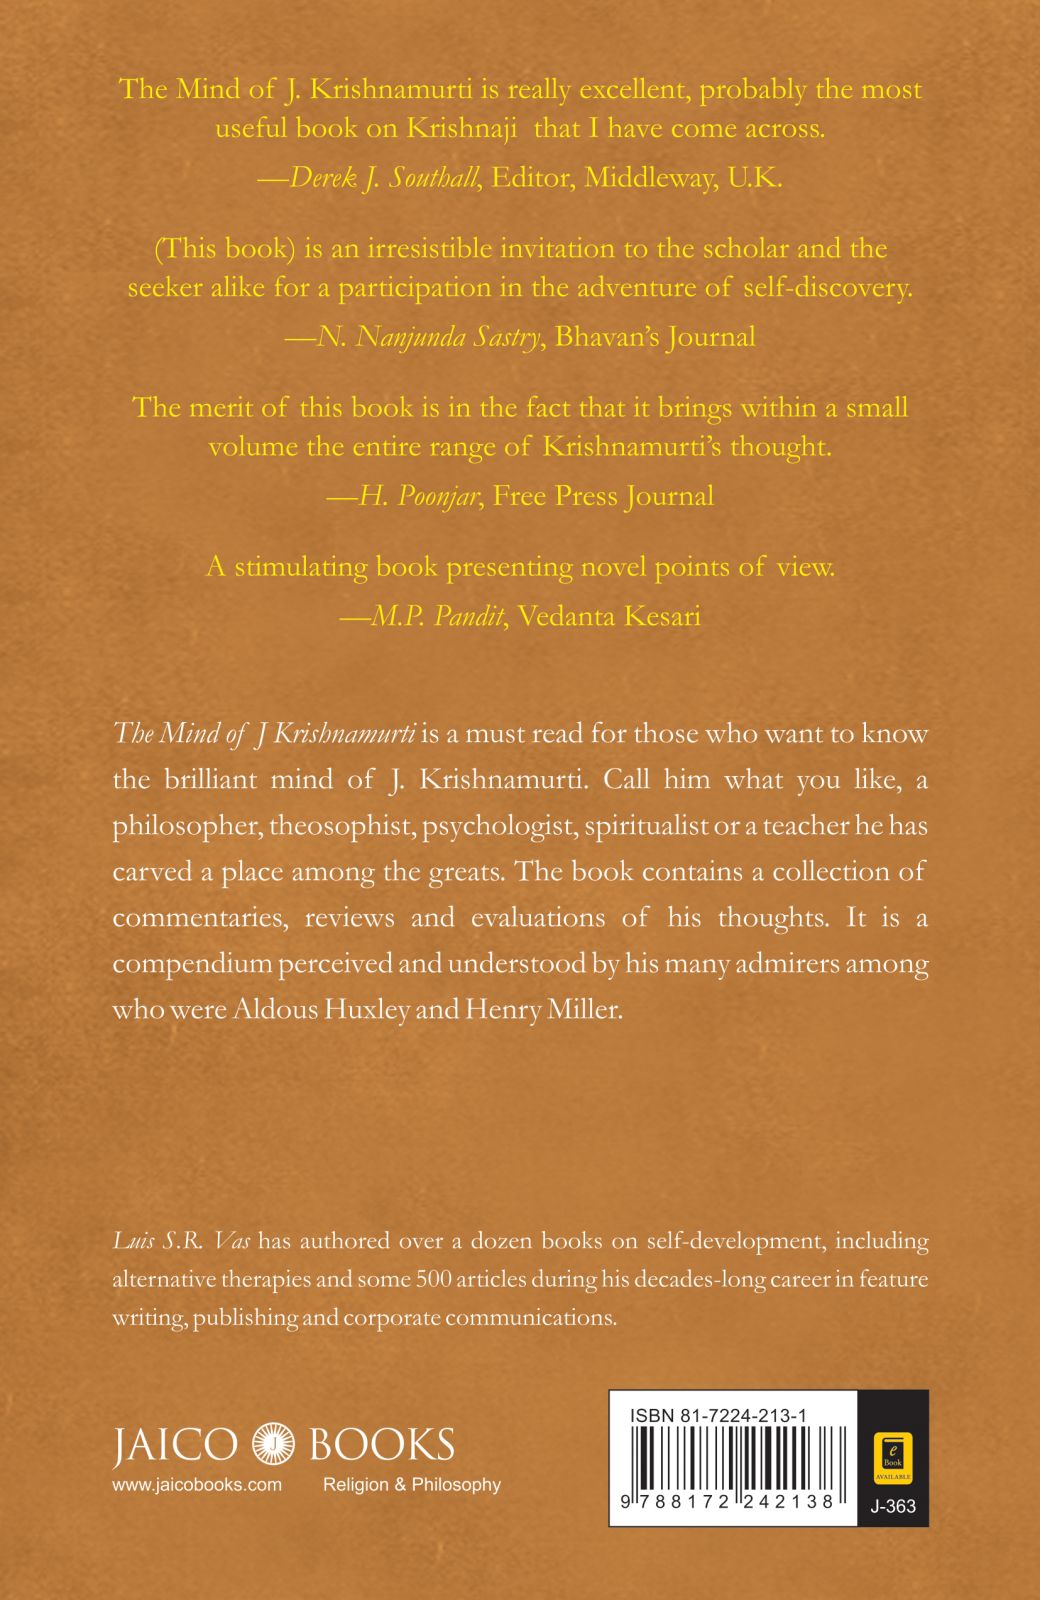 The Mind of J. Krishnamurti is really excellent, probably the most
useful book on Krishnaji that I have come across.
—Derek J. Southall, Editor, Middleway, U.K.
(This book) is an irresistible invitation to the scholar and the
seeker alike for a participation in the adventure of self-discovery.
—N. Nanjunda Sastry, Bhavan’s Journal
The merit of this book is in the fact that it brings within a small
volume the entire range of Krishnamurti’s thought.
—H. Poonjar, Free Press Journal
A stimulating book presenting novel points of view.
—M.P. Pandit, Vedanta Kesari
The Mind of J Krishnamurti is a must read for those who want to know
the brilliant mind of J. Krishnamurti. Call him what you like, a
philosopher, theosophist, psychologist, spiritualist or a teacher he has
carved a place among the greats. The book contains a collection of
commentaries, reviews and evaluations of his thoughts. It is a
compendium perceived and understood by his many admirers among
who were Aldous Huxley and Henry Miller.
Luis S.R. Vas has authored over a dozen books on self-development, including
alternative therapies and some 500 articles during his decades-long career in feature
writing, publishing and corporate communications.
JAICO J BOOKS
www.jaicobooks.com Religion & Philosophy
ISBN 81-7224-213-1
9 788172 242138
e
Book
AVAILABLE
J-363